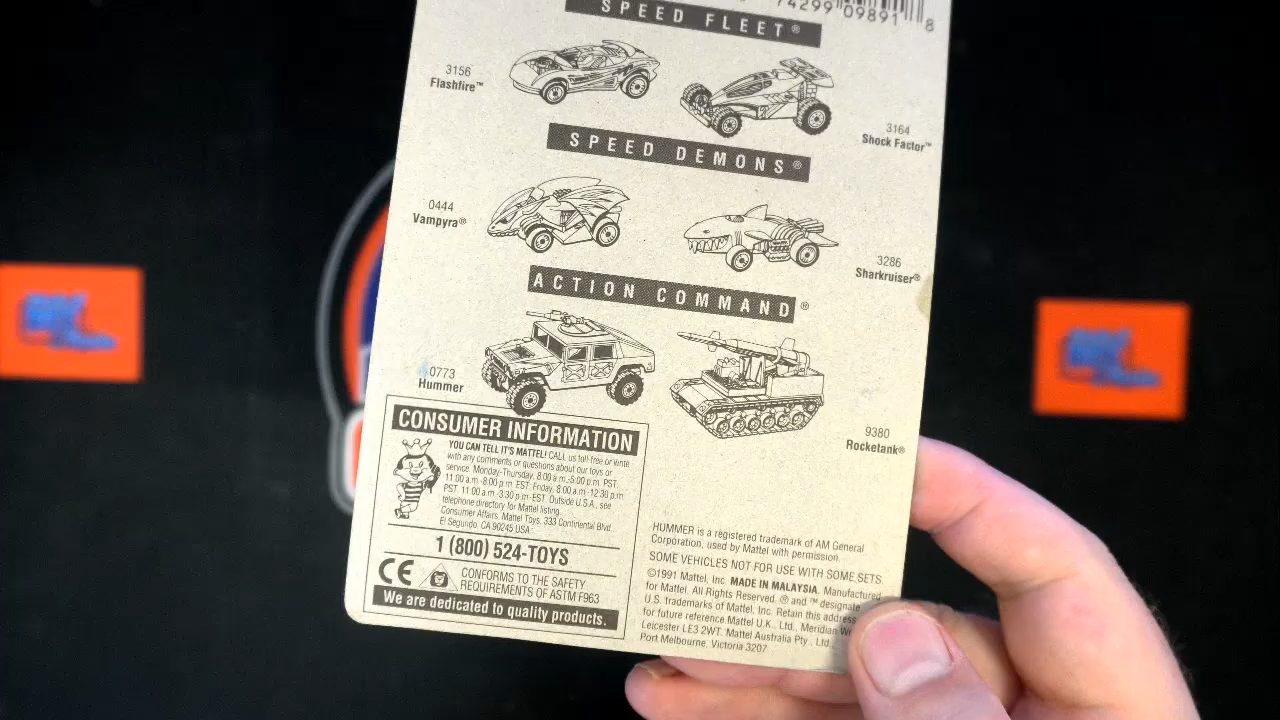 74299 09891 8
SPEED FLEET®
3156
Flashfire™
3164
Shock Factor™
SPEED DEMONS®
0444
Vampyra®
3286
Sharkruiser®
ACTION COMMAND®
0773
Hummer
9380
Rocketank®
CONSUMER INFORMATION
YOU CAN TELL IT'S MATTEL! CALL us toll-free or write
with any comments or questions about our toys or
service. Monday-Thursday, 8:00 a.m.-5:00 p.m. PST,
11:00 a.m.-8:00 p.m. EST. Friday, 8:00 a.m.-12:30 p.m.
PST, 11:00 a.m.-3:30 p.m. EST. Outside U.S.A., see
telephone directory for Mattel listing.
Consumer Affairs, Mattel Toys, 333 Continental Blvd.
El Segundo, CA 90245 USA
1 (800) 524-TOYS
CE
CONFORMS TO THE SAFETY
REQUIREMENTS OF ASTM F963
We are dedicated to quality products.
HUMMER is a registered trademark of AM General
Corporation, used by Mattel with permission.
SOME VEHICLES NOT FOR USE WITH SOME SETS.
©1991 Mattel, Inc. MADE IN MALAYSIA. Manufactured
for Mattel. All Rights Reserved. ® and ™ designate
U.S. trademarks of Mattel, Inc. Retain this address
for future reference. Mattel U.K., Ltd., Meridian
Leicester LE3 2WT. Mattel Australia Pty., Ltd.,
Port Melbourne, Victoria 3207